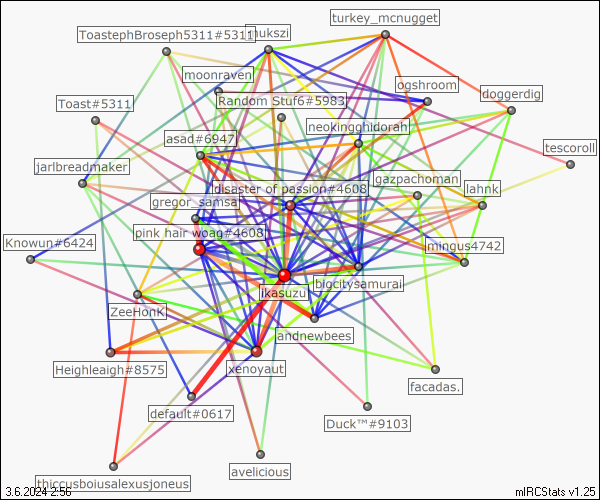 turkey_mcnugget
ToastephBroseph5311#5311
mukszi
moonraven
ogshroom
doggerdig
Toast#5311
Random Stuf6#5983
neokingghidorah
asad#6947
tescoroll
jarlbreadmaker
gazpachoman
disaster of passion#4608
lahnk
gregor_samsa
pink hair woag#4608
Knowun#6424
mingus4742
jkasuzu
bigcitysamurai
ZeeHonk
andnewbees
Heighleaigh#8575
xenoyaut
facadas.
default#0617
Duck™#9103
avelicious
thiccusboiusalexusjoneus
3.6.2024 2:56
mIRCStats v1.25